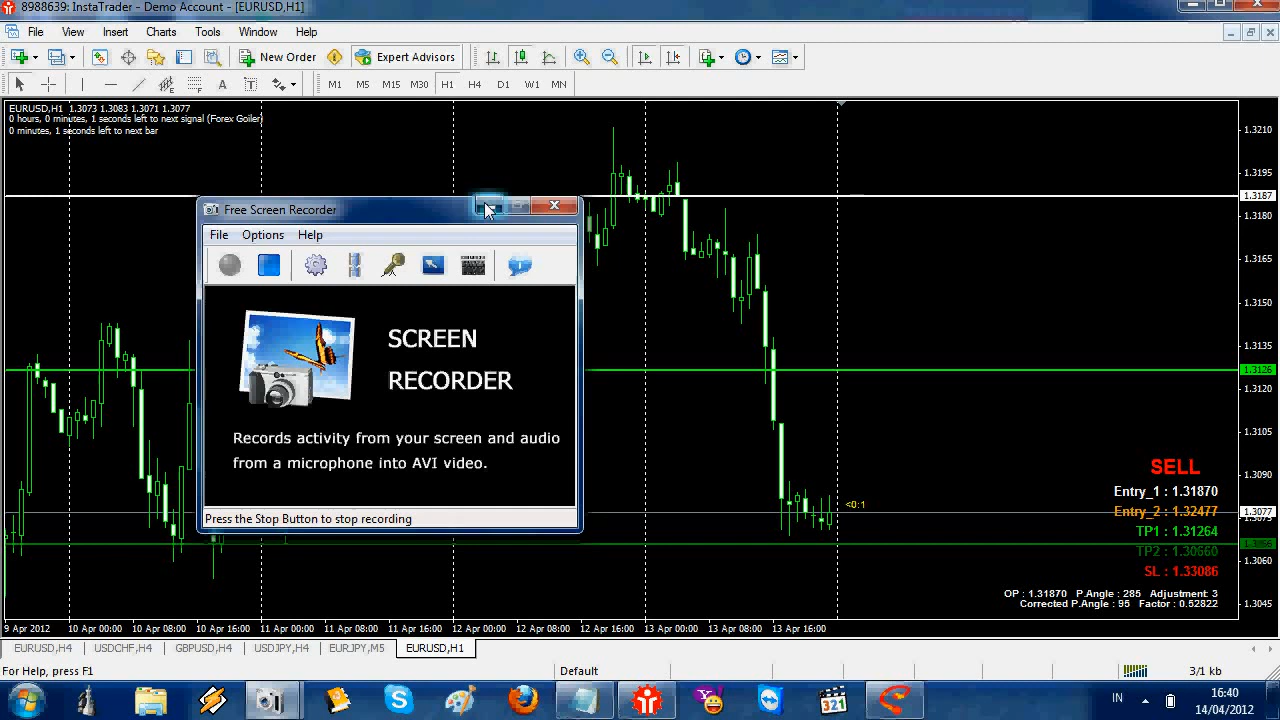 8988639: InstaTrader - Demo Account - [EURUSD,H1]
File View Insert Charts Tools Window Help
New Order Expert Advisors
A T M1 M5 M15 M30 H1 H4 D1 W1 MN
EURUSD,H1 1.3073 1.3083 1.3071 1.3077
0 hours, 0 minutes, 1 seconds left to next signal (Forex Goiler)
0 minutes, 1 seconds left to next bar
1.3210
1.3195
1.3187
1.3180
1.3165
1.3150
1.3135
1.3126
1.3120
1.3105
1.3090
1.3077
1.3075
1.3060
1.3045
Free Screen Recorder
File Options Help
SCREEN
RECORDER
Records activity from your screen and audio
from a microphone into AVI video.
Press the Stop Button to stop recording
<0:1
SELL
Entry_1 : 1.31870
Entry_2 : 1.32477
TP1 : 1.31264
TP2 : 1.30660
SL : 1.33086
OP : 1.31870 P.Angle : 285 Adjustment: 3
Corrected P.Angle : 95 Factor : 0.52822
9 Apr 2012 10 Apr 00:00 10 Apr 08:00 10 Apr 16:00 11 Apr 00:00 11 Apr 08:00 11 Apr 16:00 12 Apr 00:00 12 Apr 08:00 12 Apr 16:00 13 Apr 00:00 13 Apr 08:00 13 Apr 16:00
EURUSD,H4 USDCHF,H4 GBPUSD,H4 USDJPY,H4 EURJPY,M5 EURUSD,H1
For Help, press F1 Default 3/1 kb
321 IN 16:40
14/04/2012